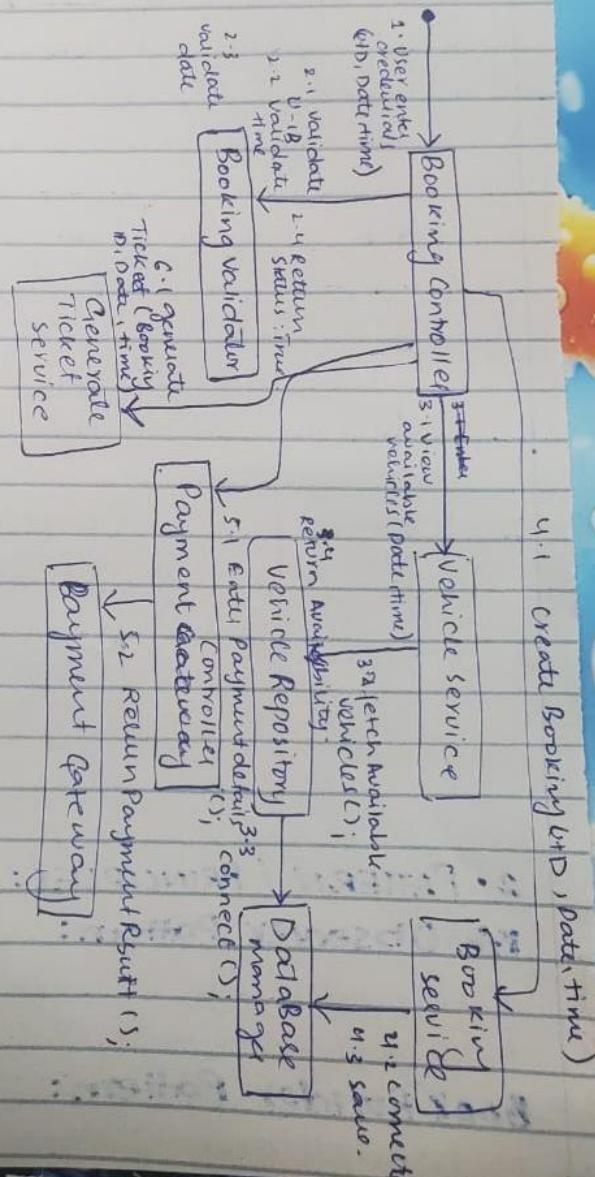 4.1 create Booking (UID, Date, time)
1. User enter
credentials
(UID, Date, time)
Booking Controller
3.1 view
available
vehicles (Date, time)
Vehicle Service
Booking
service
2.1 validate
U-ID
2.2 validate
time
2.3
validate
date
2.4 Return
status: True
Booking validator
3.2 fetch Available
vehicles();
3.4
Return Availability
Vehicle Repository
3.3
connect();
4.2 connect
4.3 save.
Database
manager
6.1 generate
Ticket (Booking
ID, Date, time)
Generate
Ticket
service
5.1 Enter Payment details
();
Payment
Controller
5.2 Return Payment Result();
Payment Gateway